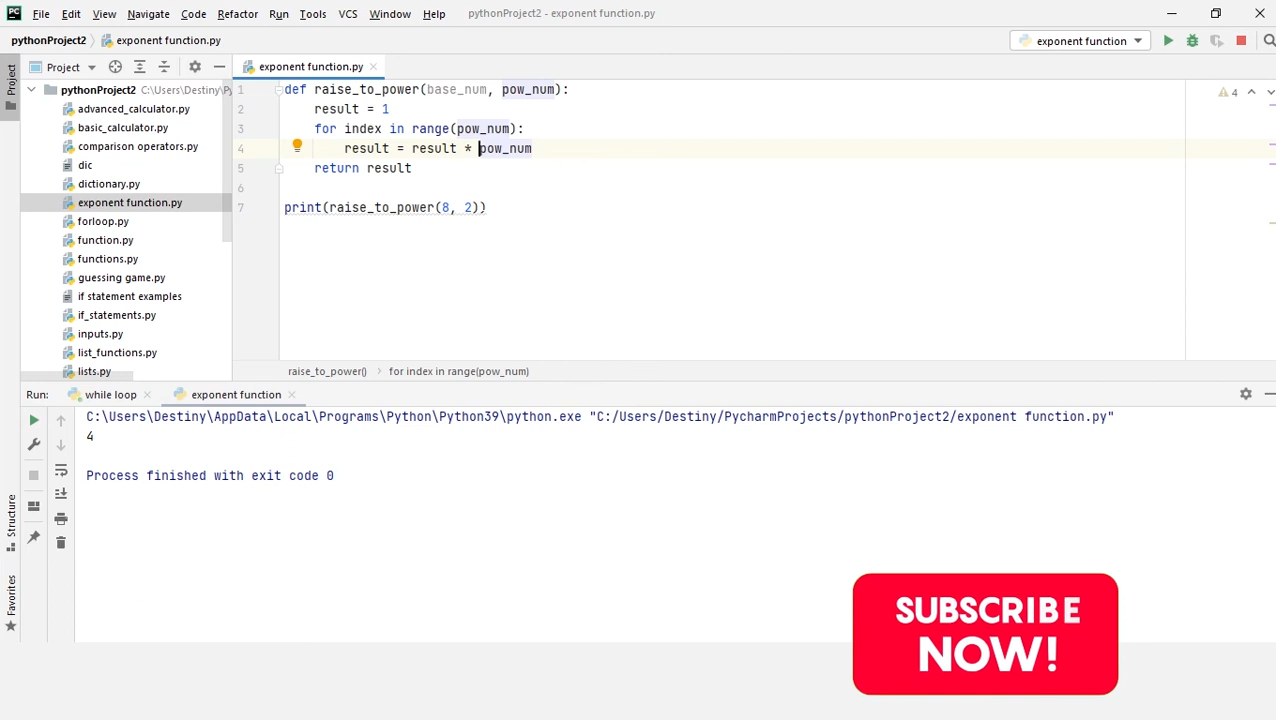 PC File Edit View Navigate Code Refactor Run Tools VCS Window Help pythonProject2 - exponent function.py
pythonProject2 exponent function.py exponent function
Project Project exponent function.py
pythonProject2 C:\Users\Destiny\Py
advanced_calculator.py
basic_calculator.py
comparison operators.py
dic
dictionary.py
exponent function.py
forloop.py
function.py
functions.py
guessing game.py
if statement examples
if_statements.py
inputs.py
list_functions.py
lists.py
1 def raise_to_power(base_num, pow_num): 4
2 result = 1
3 for index in range(pow_num):
4 result = result * pow_num
5 return result
6
7 print(raise_to_power(8, 2))
raise_to_power() for index in range(pow_num)
Run: while loop exponent function
C:\Users\Destiny\AppData\Local\Programs\Python\Python39\python.exe "C:/Users/Destiny/PycharmProjects/pythonProject2/exponent function.py"
4
Process finished with exit code 0
Structure
Favorites
SUBSCRIBE
NOW!